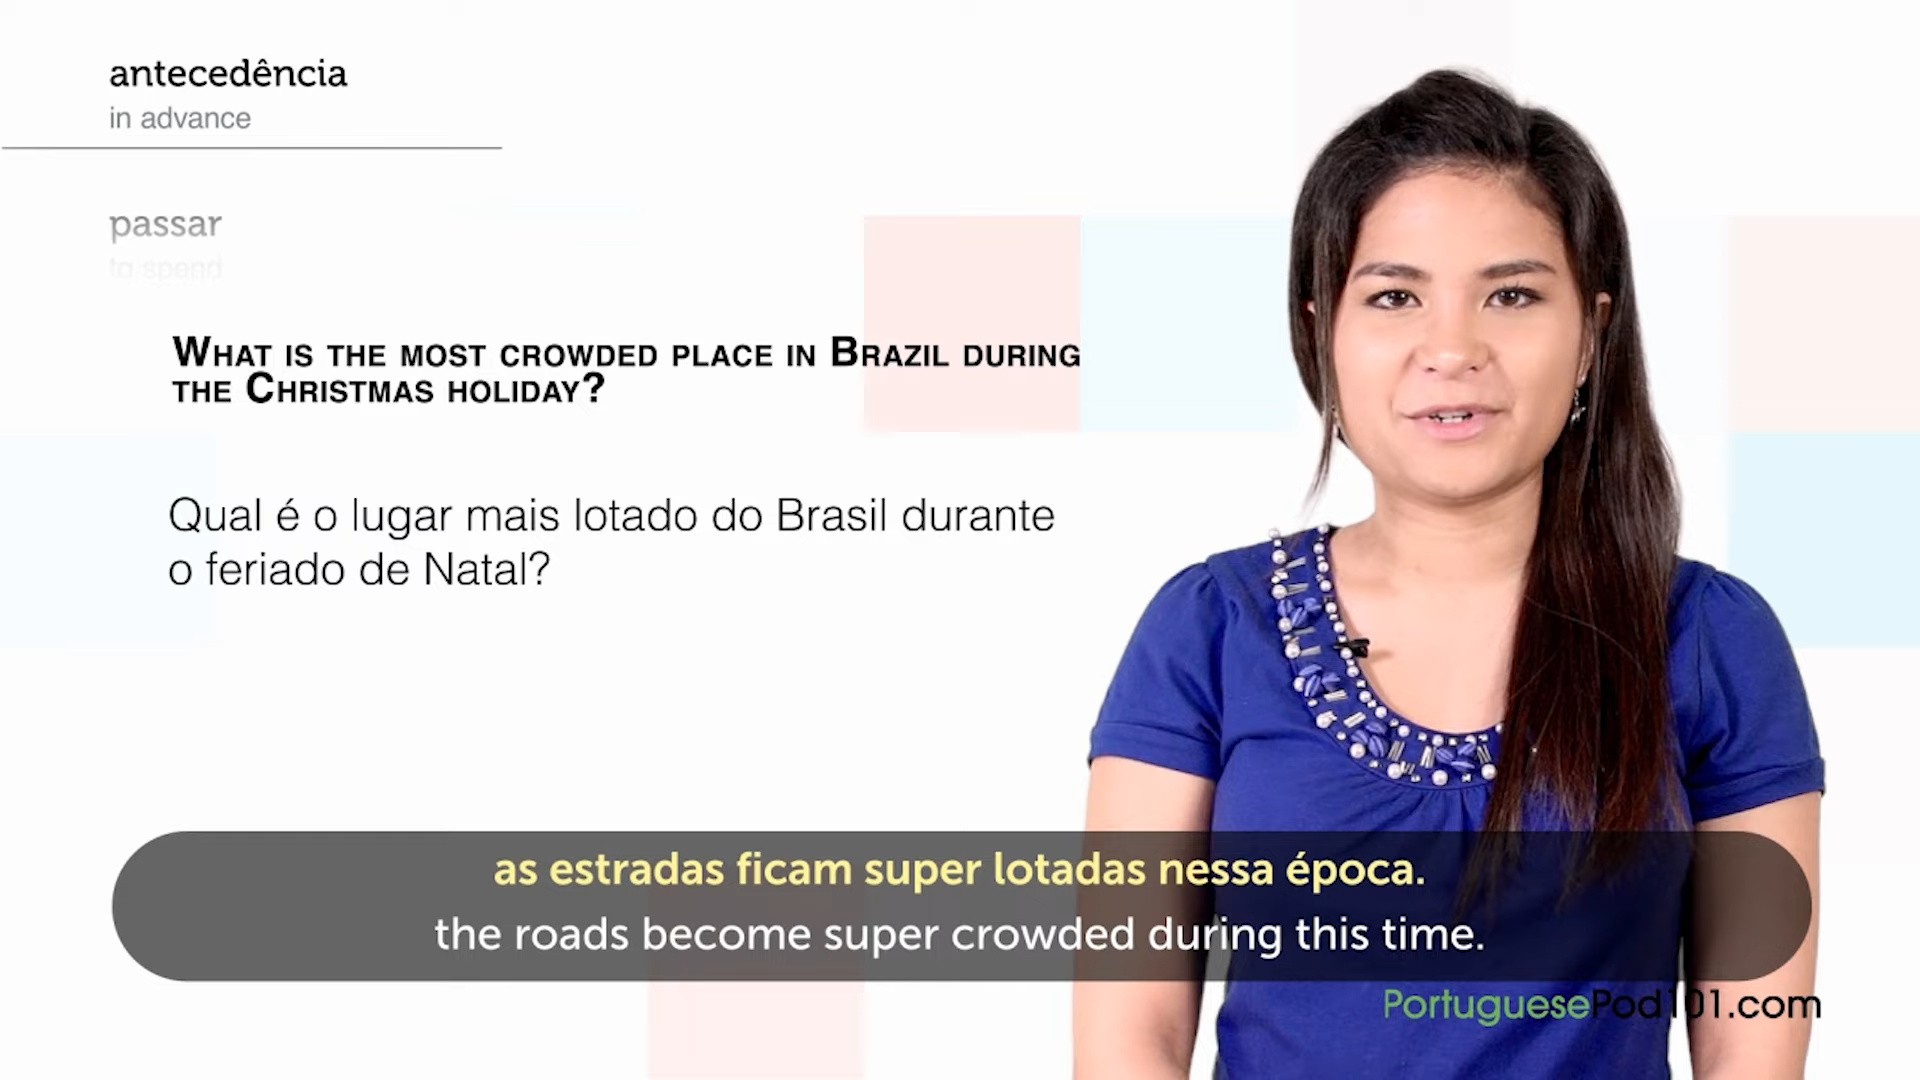 antecedência
in advance
passar
to spend
What is the most crowded place in Brazil during
the Christmas holiday?
Qual é o lugar mais lotado do Brasil durante
o feriado de Natal?
as estradas ficam super lotadas nessa época.
the roads become super crowded during this time.
PortuguesePod101.com